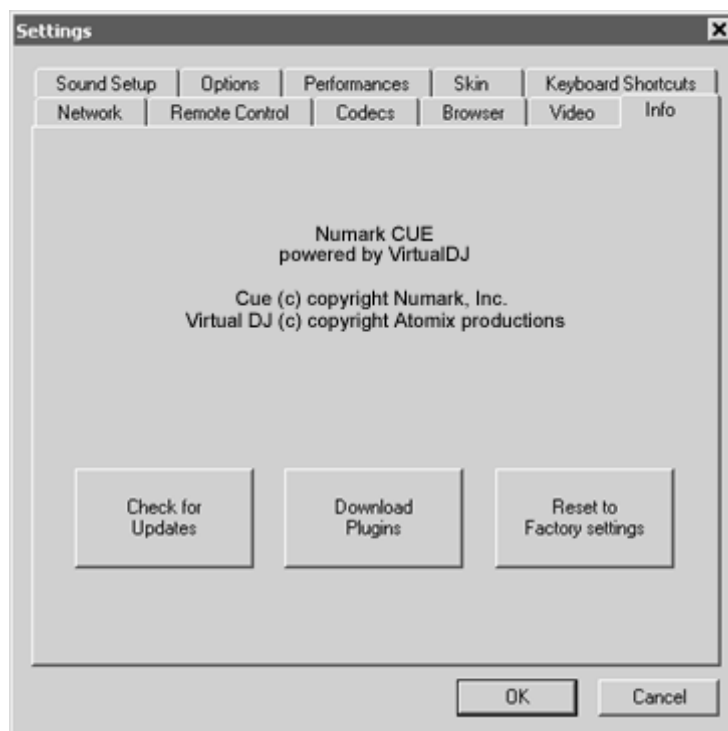 Settings
Sound Setup Options Performances Skin Keyboard Shortcuts
Network Remote Control Codecs Browser Video Info
Numark CUE
powered by VirtualDJ
Cue (c) copyright Numark, Inc.
Virtual DJ (c) copyright Atomix productions
Check for
Updates
Download
Plugins
Reset to
Factory settings
OK Cancel